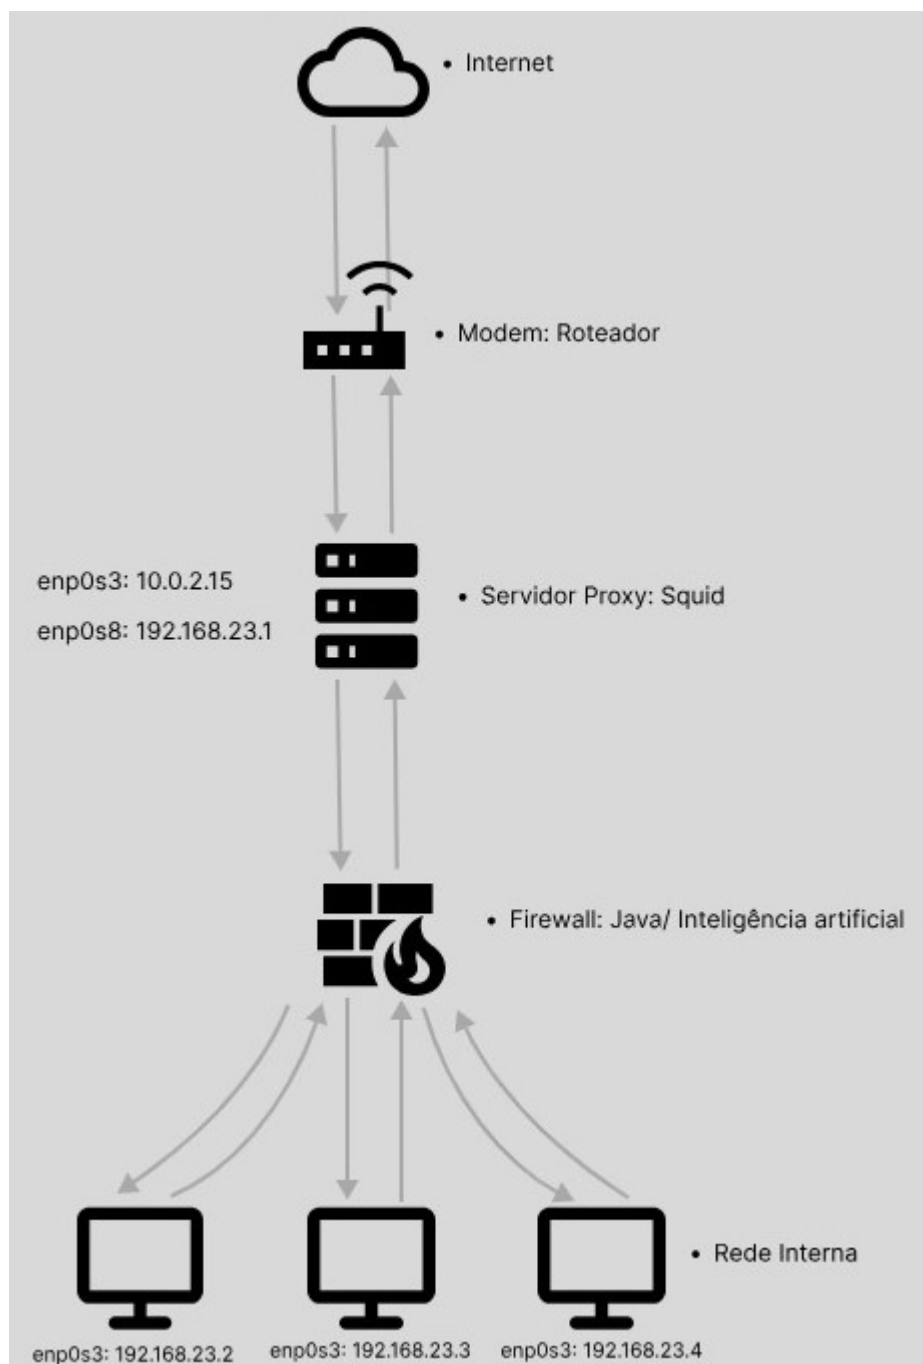 • Internet
• Modem: Roteador
enp0s3: 10.0.2.15
enp0s8: 192.168.23.1
• Servidor Proxy: Squid
• Firewall: Java/ Inteligência artificial
• Rede Interna
enp0s3: 192.168.23.2
enp0s3: 192.168.23.3
enp0s3: 192.168.23.4